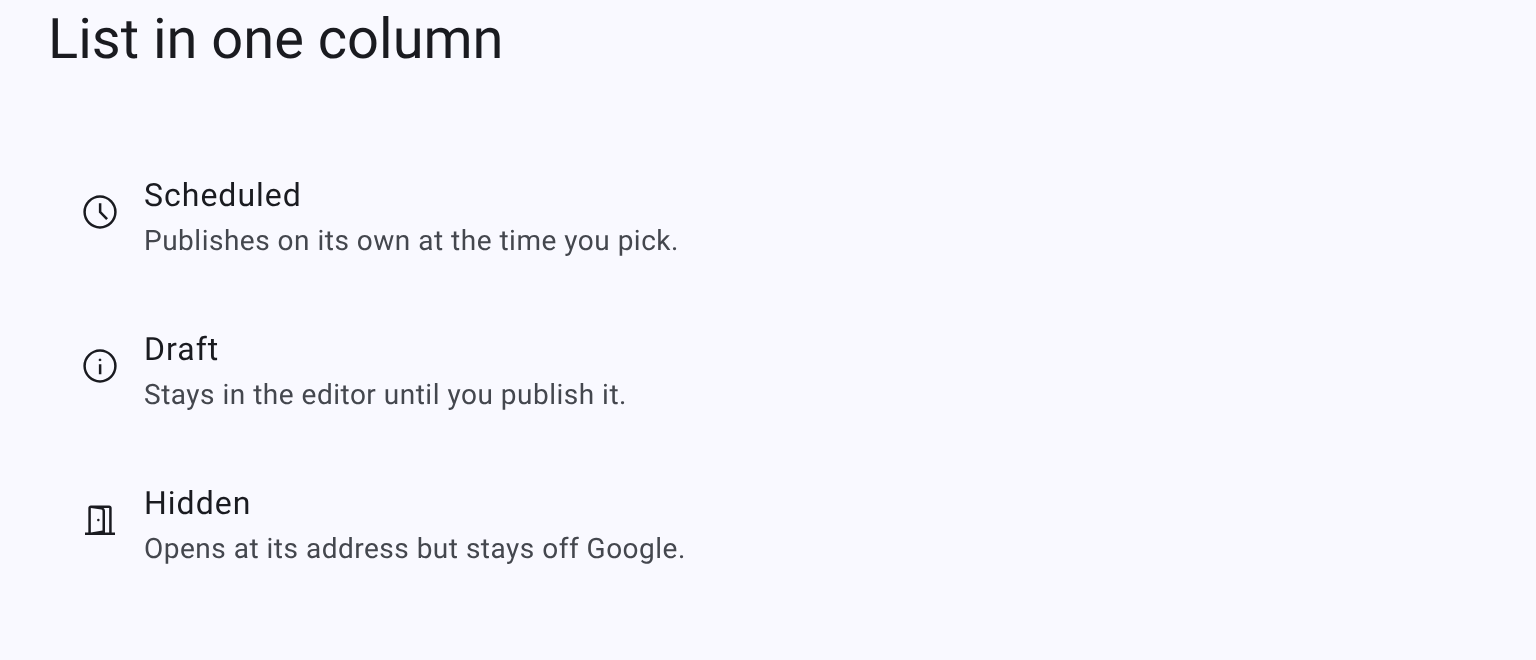 List in one column
Scheduled
Publishes on its own at the time you pick.
Draft
Stays in the editor until you publish it.
Hidden
Opens at its address but stays off Google.